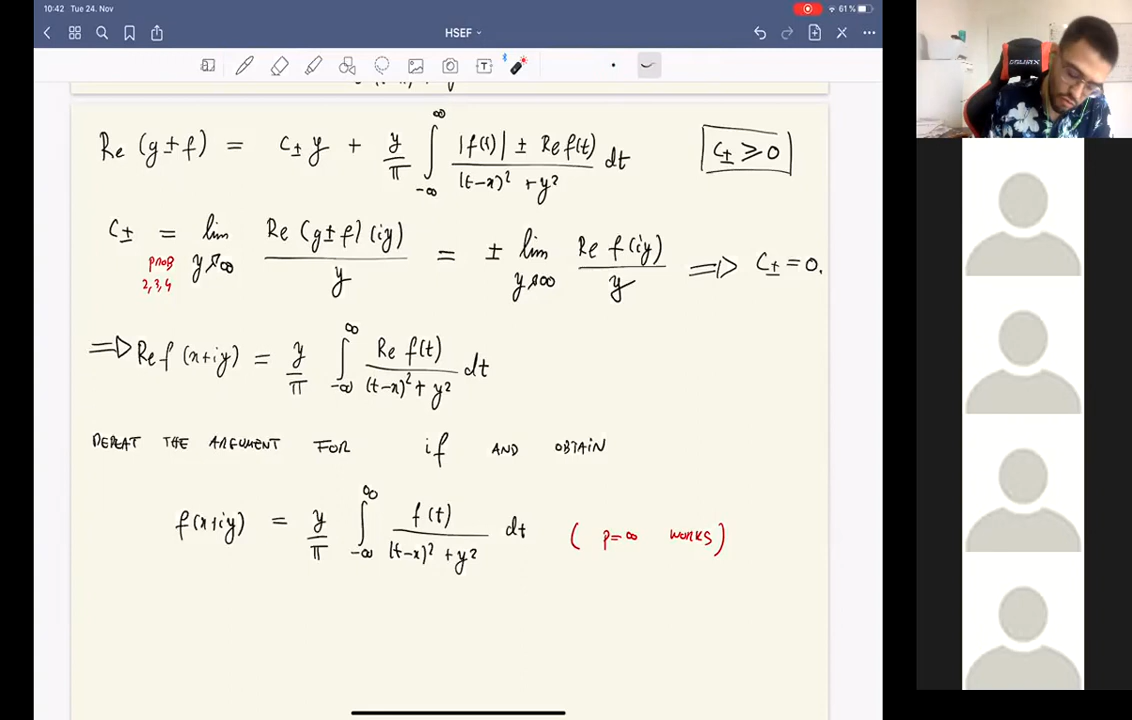 10:42 Tue 24. Nov
61 %
HSEF
Re (g±f) = C± y + y/π ∫_{-∞}^{∞} (|f(t)| ± Re f(t))/((t-x)² + y²) dt
C± ≥ 0
C± = lim_{y↗∞} Re (g±f)(iy)/y = ± lim_{y↗∞} Re f(iy)/y ⟹ C± = 0.
PROB
2,3,4
⟹ Re f(x+iy) = y/π ∫_{-∞}^{∞} Re f(t)/((t-x)² + y²) dt
REPEAT THE ARGUMENT FOR if AND OBTAIN
f(x+iy) = y/π ∫_{-∞}^{∞} f(t)/((t-x)² + y²) dt ( p=∞ WORKS)